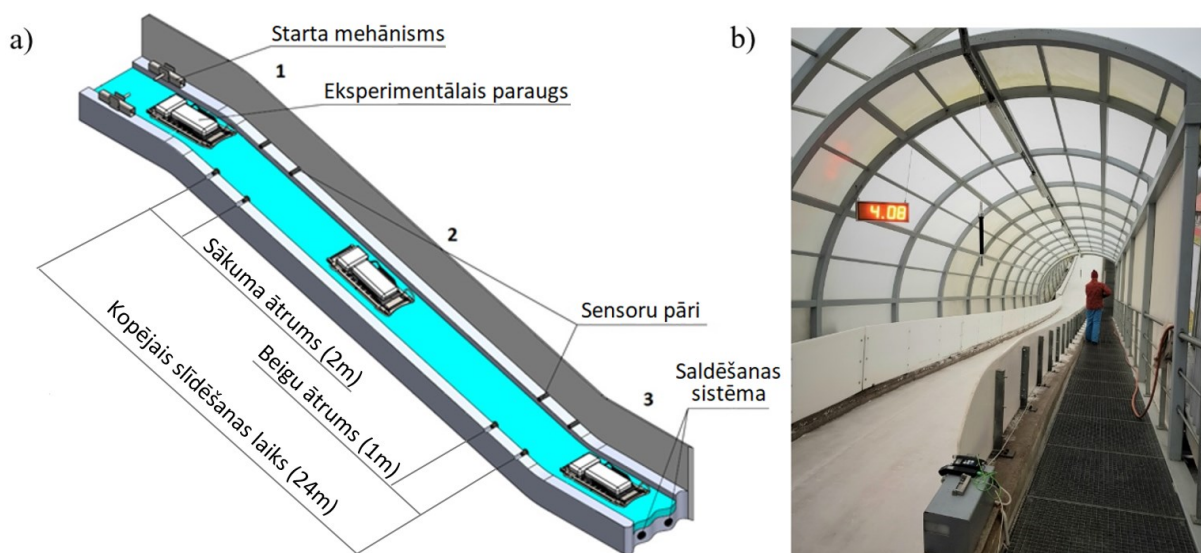 a)
Starta mehānisms
1
Eksperimentālais paraugs
2
Sensoru pāri
Saldēšanas
sistēma
3
Sākuma ātrums (2m)
Beigu ātrums (1m)
Kopējais slīdēšanas laiks (24m)
b)
4.08